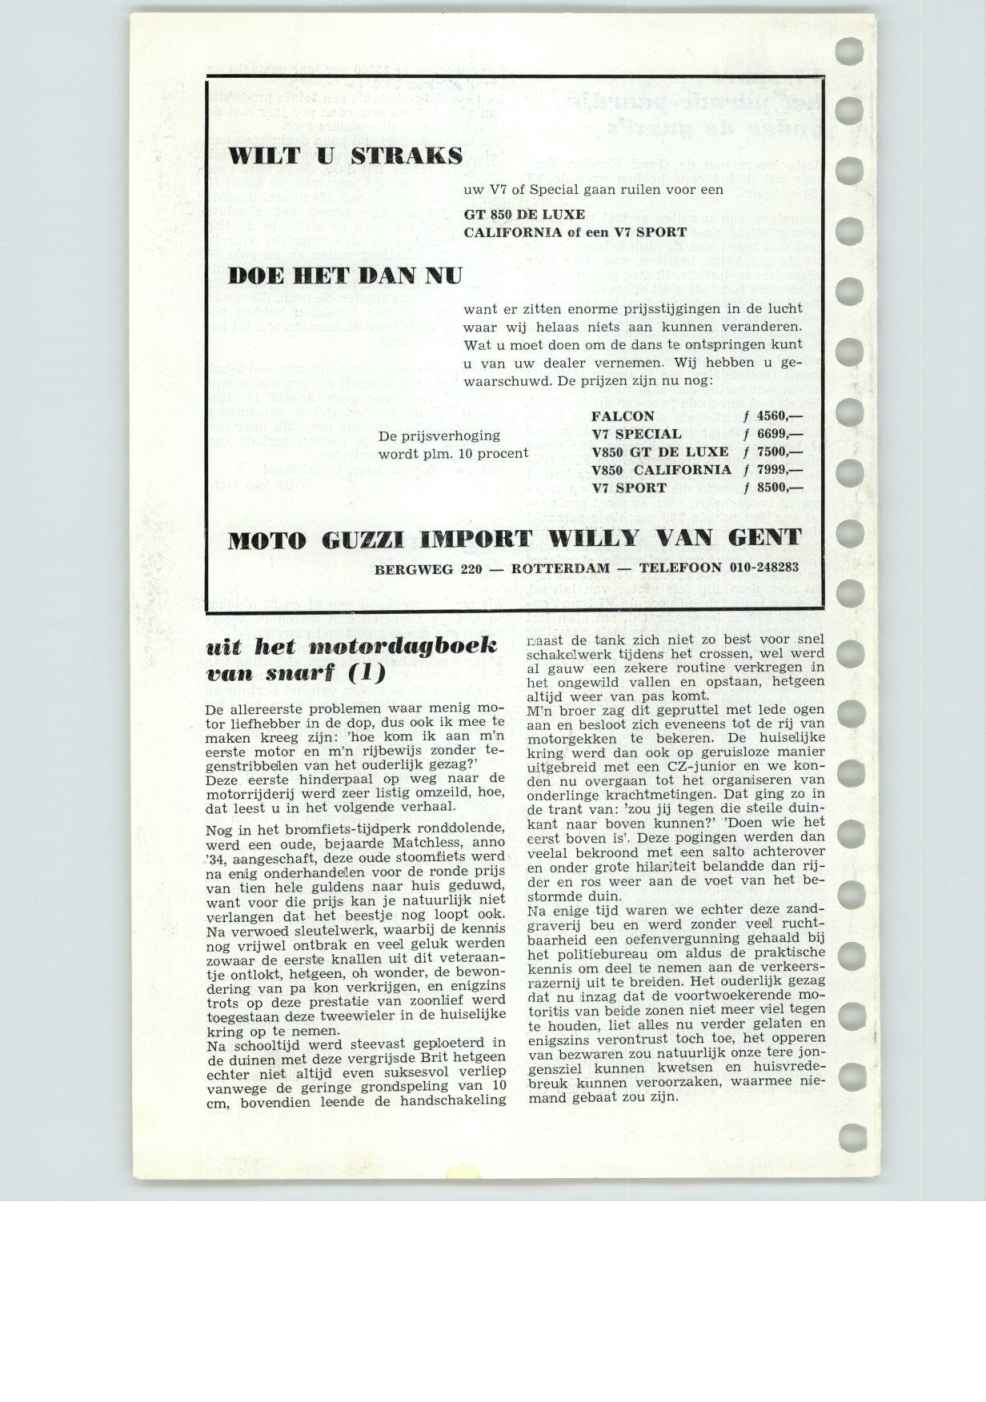 WILT U STRAKS
uw V7 of Special gaan ruilen voor een
GT 850 DE LUXE
CALIFORNIA of een V7 SPORT
DOE HET DAN NU
want er zitten enorme prijsstijgingen in de lucht
waar wij helaas niets aan kunnen veranderen.
Wat u moet doen om de dans te ontspringen kunt
u van uw dealer vernemen. Wij hebben u ge-
waarschuwd. De prijzen zijn nu nog:
De prijsverhoging
wordt plm. 10 procent
FALCON ƒ 4560,—
V7 SPECIAL ƒ 6699,—
V850 GT DE LUXE ƒ 7500,—
V850 CALIFORNIA ƒ 7999,—
V7 SPORT ƒ 8500,—
MOTO GUZZI IMPORT WILLY VAN GENT
BERGWEG 220 — ROTTERDAM — TELEFOON 010-248283
uit het motordagboek
van snarf (1)
De allereerste problemen waar menig mo-
tor liefhebber in de dop, dus ook ik mee te
maken kreeg zijn: 'hoe kom ik aan m'n
eerste motor en m'n rijbewijs zonder te-
genstribbelen van het ouderlijk gezag?'
Deze eerste hinderpaal op weg naar de
motorrijderij werd zeer listig omzeild, hoe,
dat leest u in het volgende verhaal.
Nog in het bromfiets-tijdperk ronddolende,
werd een oude, bejaarde Matchless, anno
'34, aangeschaft, deze oude stoomfiets werd
na enig onderhandelen voor de ronde prijs
van tien hele guldens naar huis geduwd,
want voor die prijs kan je natuurlijk niet
verlangen dat het beestje nog loopt ook.
Na verwoed sleutelwerk, waarbij de kennis
nog vrijwel ontbrak en veel geluk werden
zowaar de eerste knallen uit dit veteraan-
tje ontlokt, hetgeen, oh wonder, de bewon-
dering van pa kon verkrijgen, en enigzins
trots op deze prestatie van zoonlief werd
toegestaan deze tweewieler in de huiselijke
kring op te nemen.
Na schooltijd werd steevast geploeterd in
de duinen met deze vergrijsde Brit hetgeen
echter niet altijd even suksesvol verliep
vanwege de geringe grondspeling van 10
cm, bovendien leende de handschakeling
naast de tank zich niet zo best voor snel
schakelwerk tijdens het crossen, wel werd
al gauw een zekere routine verkregen in
het ongewild vallen en opstaan, hetgeen
altijd weer van pas komt.
M'n broer zag dit gepruttel met lede ogen
aan en besloot zich eveneens tot de rij van
motorgekken te bekeren. De huiselijke
kring werd dan ook op geruisloze manier
uitgebreid met een CZ-junior en we kon-
den nu overgaan tot het organiseren van
onderlinge krachtmetingen. Dat ging zo in
de trant van: 'zou jij tegen die steile duin-
kant naar boven kunnen?' 'Doen wie het
eerst boven is'. Deze pogingen werden dan
veelal bekroond met een salto achterover
en onder grote hilariteit belandde dan rij-
der en ros weer aan de voet van het be-
stormde duin.
Na enige tijd waren we echter deze zand-
graverij beu en werd zonder veel rucht-
baarheid een oefenvergunning gehaald bij
het politiebureau om aldus de praktische
kennis om deel te nemen aan de verkeers-
razernij uit te breiden. Het ouderlijk gezag
dat nu inzag dat de voortwoekerende mo-
toritis van beide zonen niet meer viel tegen
te houden, liet alles nu verder gelaten en
enigszins verontrust toch toe, het opperen
van bezwaren zou natuurlijk onze tere jon-
gensziel kunnen kwetsen en huisvrede-
breuk kunnen veroorzaken, waarmee nie-
mand gebaat zou zijn.